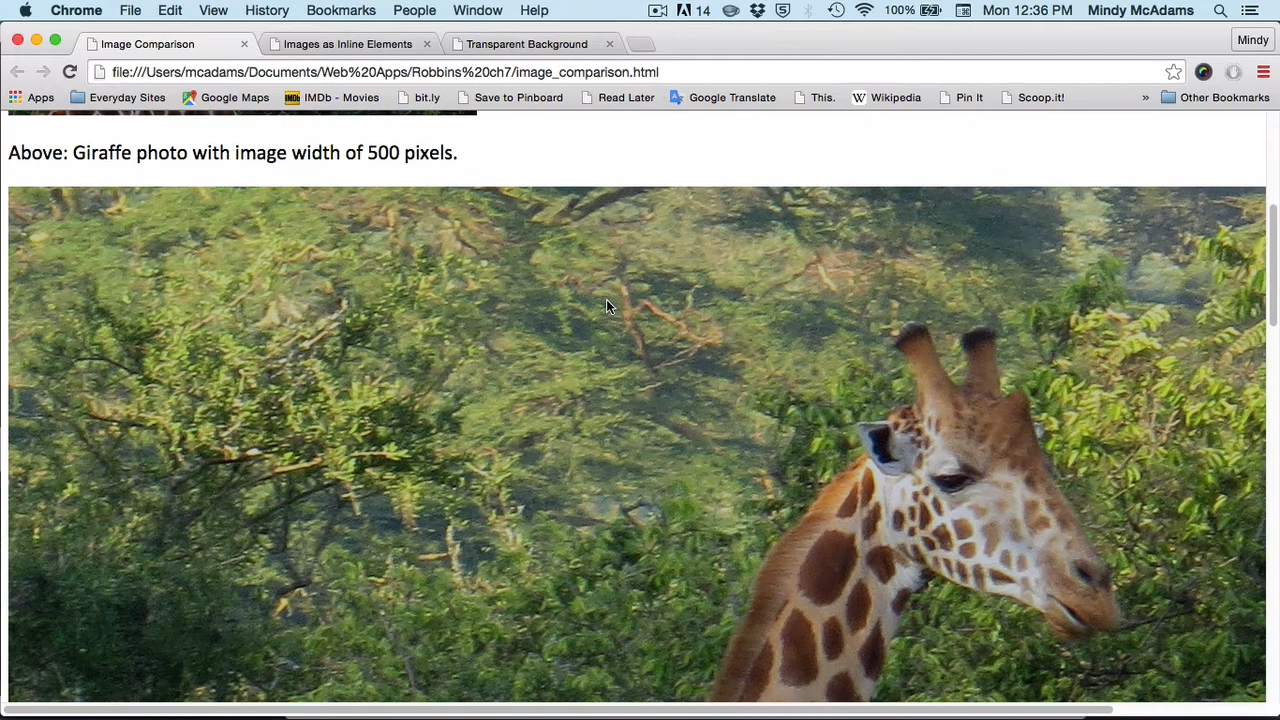 Chrome File Edit View History Bookmarks People Window Help 14 100% Mon 12:36 PM Mindy McAdams
Image Comparison Images as Inline Elements Transparent Background Mindy
file:///Users/mcadams/Documents/Web%20Apps/Robbins%20ch7/image_comparison.html
Apps Everyday Sites Google Maps IMDb IMDb - Movies bit.ly Save to Pinboard Read Later Google Translate This. W Wikipedia Pin It Scoop.it! » Other Bookmarks
Above: Giraffe photo with image width of 500 pixels.